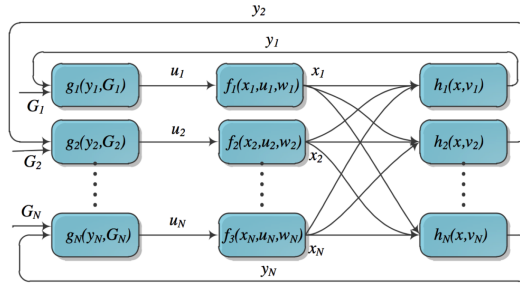 y2
y1
g1(y1,G1)
u1
f1(x1,u1,w1)
x1
h1(x,v1)
G1
g2(y2,G2)
u2
f2(x2,u2,w2)
x2
h2(x,v2)
G2
GN
gN(yN,GN)
uN
f3(xN,uN,wN)
xN
hN(x,vN)
yN